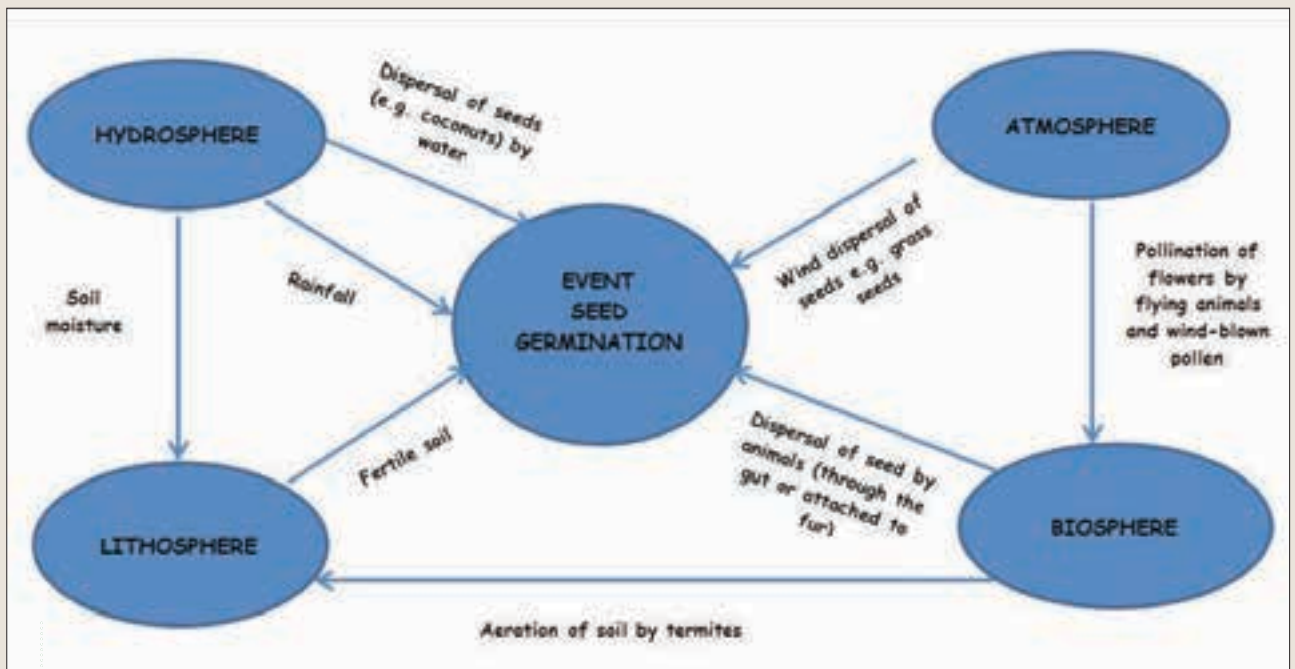 HYDROSPHERE
Dispersal of seeds
(e.g. coconuts) by
water
ATMOSPHERE
Rainfall
Soil
moisture
EVENT
SEED
GERMINATION
Wind dispersal of
seeds e.g. grass
seeds
Pollination of
flowers by
flying animals
and wind-blown
pollen
LITHOSPHERE
Fertile soil
Dispersal of seed by
animals (through the
gut or attached to
fur)
BIOSPHERE
Aeration of soil by termites